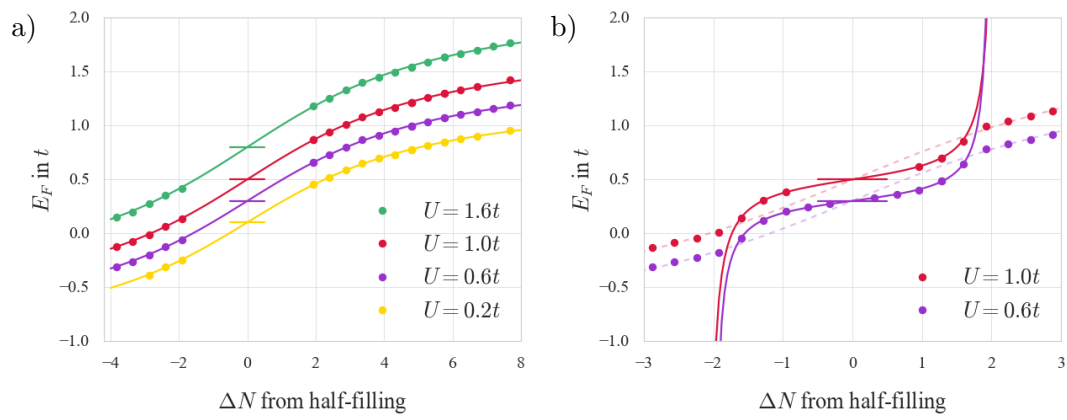 a)
E_F in t
2.0
1.5
1.0
0.5
0.0
−0.5
−1.0
−4
−2
0
2
4
6
8
ΔN from half-filling
U = 1.6t
U = 1.0t
U = 0.6t
U = 0.2t
b)
E_F in t
2.0
1.5
1.0
0.5
0.0
−0.5
−1.0
−3
−2
−1
0
1
2
3
ΔN from half-filling
U = 1.0t
U = 0.6t